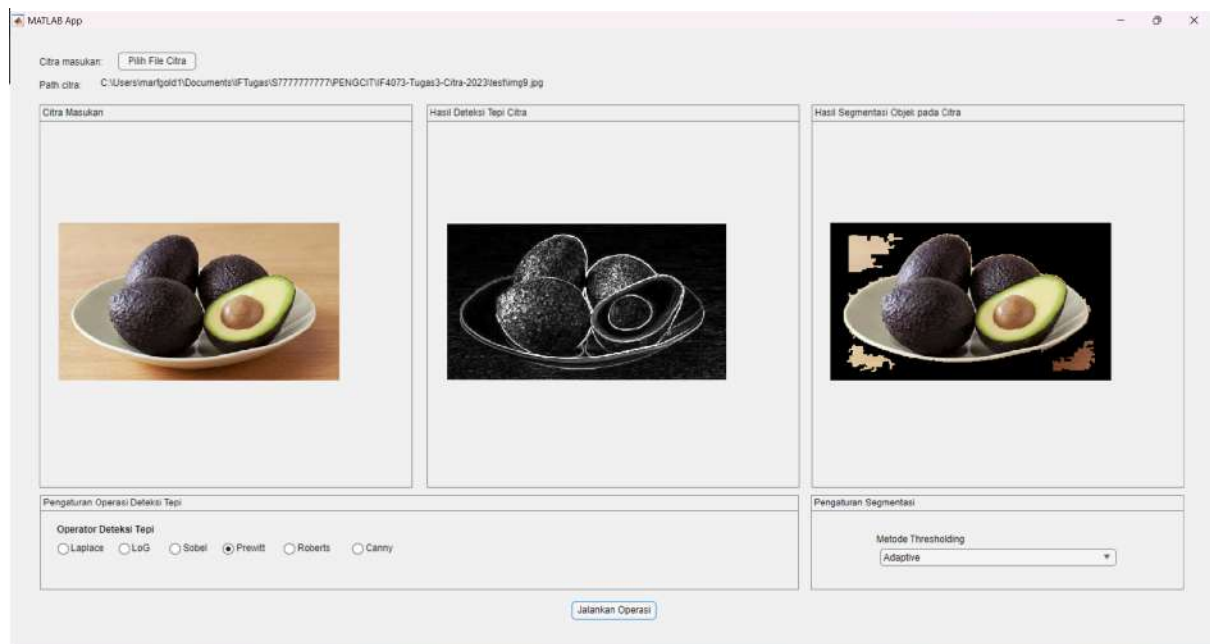 MATLAB App
Citra masukan: Pilih File Citra
Path citra: C:\Users\marfgold1\Documents\IFTugas\S7777777777\PENGCIT\IF4073-Tugas3-Citra-2023\test\img9.jpg
Citra Masukan
Hasil Deteksi Tepi Citra
Hasil Segmentasi Objek pada Citra
Pengaturan Operasi Deteksi Tepi
Operator Deteksi Tepi
Laplace LoG Sobel Prewitt Roberts Canny
Pengaturan Segmentasi
Metode Thresholding
Adaptive
Jalankan Operasi